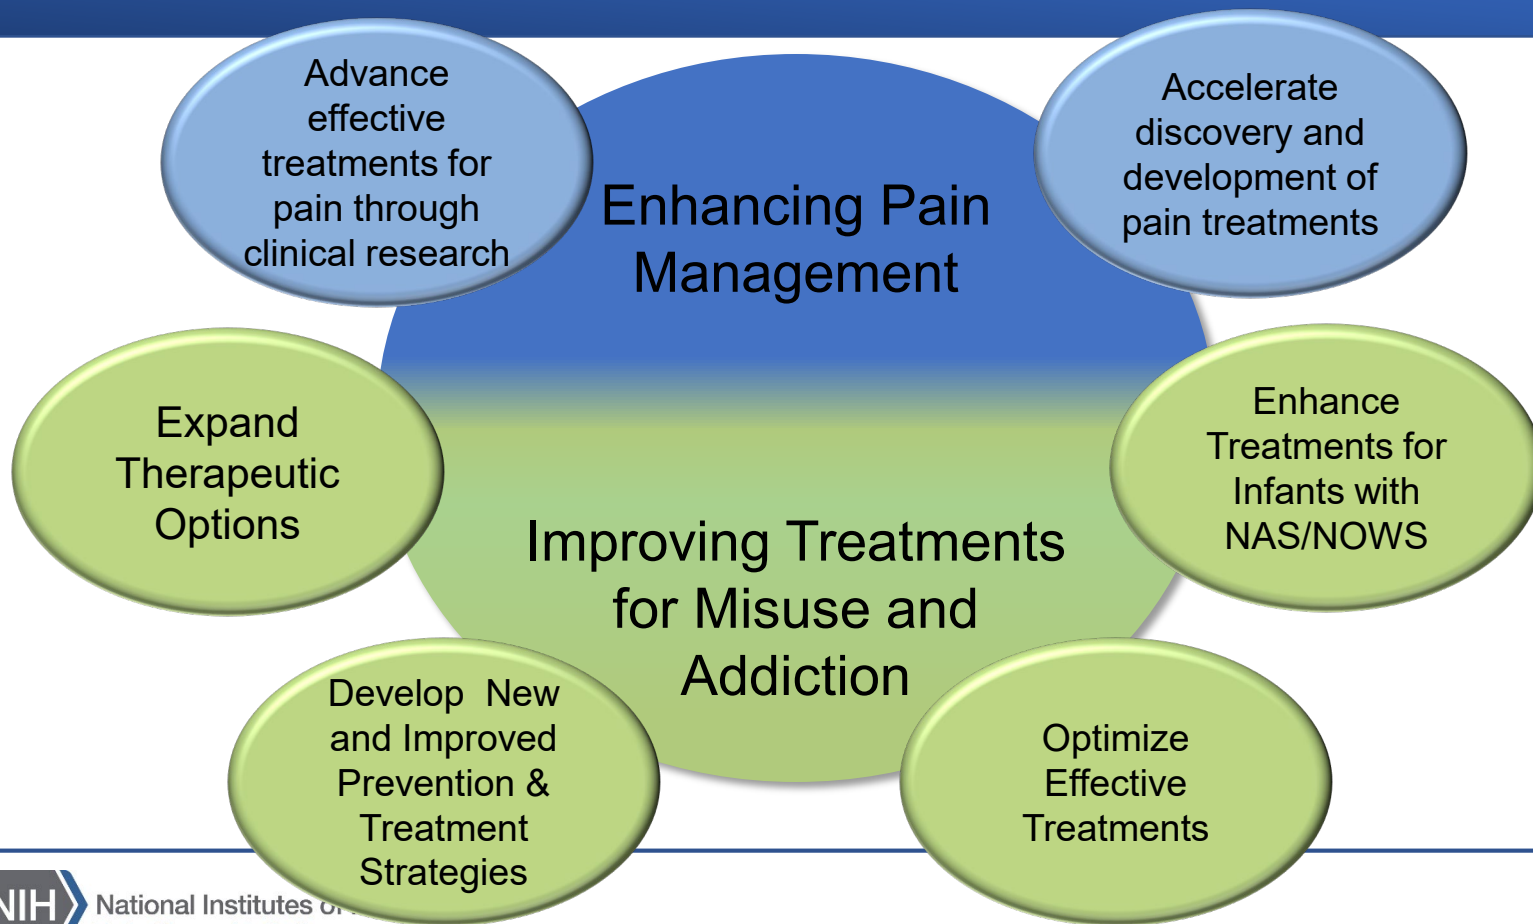 Advance
effective
treatments for
pain through
clinical research
Accelerate
discovery and
development of
pain treatments
Enhancing Pain
Management
Expand
Therapeutic
Options
Enhance
Treatments for
Infants with
NAS/NOWS
Improving Treatments
for Misuse and
Addiction
Develop  New
and Improved
Prevention &
Treatment
Strategies
Optimize
Effective
Treatments
NIH
National Institutes